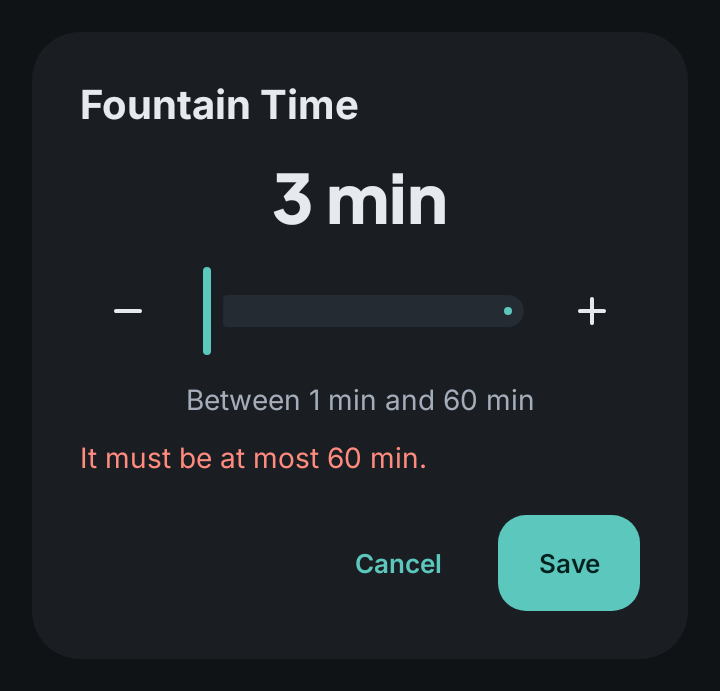 Fountain Time
3 min
Between 1 min and 60 min
It must be at most 60 min.
Cancel
Save